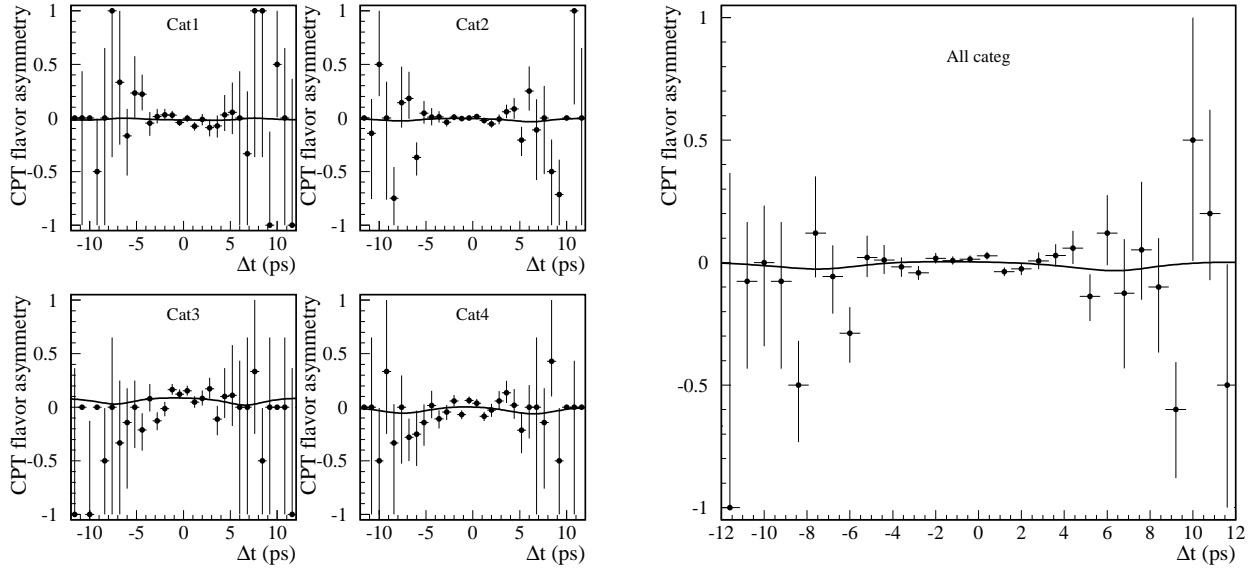 CPT flavor asymmetry
Cat1
1
0.5
0
-0.5
-1
-10 -5 0 5 10
Δt (ps)
CPT flavor asymmetry
Cat2
1
0.5
0
-0.5
-1
-10 -5 0 5 10
Δt (ps)
CPT flavor asymmetry
Cat3
1
0.5
0
-0.5
-1
-10 -5 0 5 10
Δt (ps)
CPT flavor asymmetry
Cat4
1
0.5
0
-0.5
-1
-10 -5 0 5 10
Δt (ps)
CPT flavor asymmetry
All categ
1
0.5
0
-0.5
-1
-12 -10 -8 -6 -4 -2 0 2 4 6 8 10 12
Δt (ps)